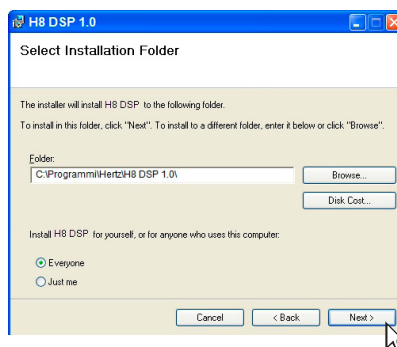 H8 DSP 1.0
Select Installation Folder
The installer will install H8 DSP to the following folder.
To install in this folder, click "Next". To install to a different folder, enter it below or click "Browse".
Folder:
C:\Programmi\Hertz\H8 DSP 1.0\
Browse...
Disk Cost...
Install H8 DSP for yourself, or for anyone who uses this computer:
Everyone
Just me
Cancel < Back Next >